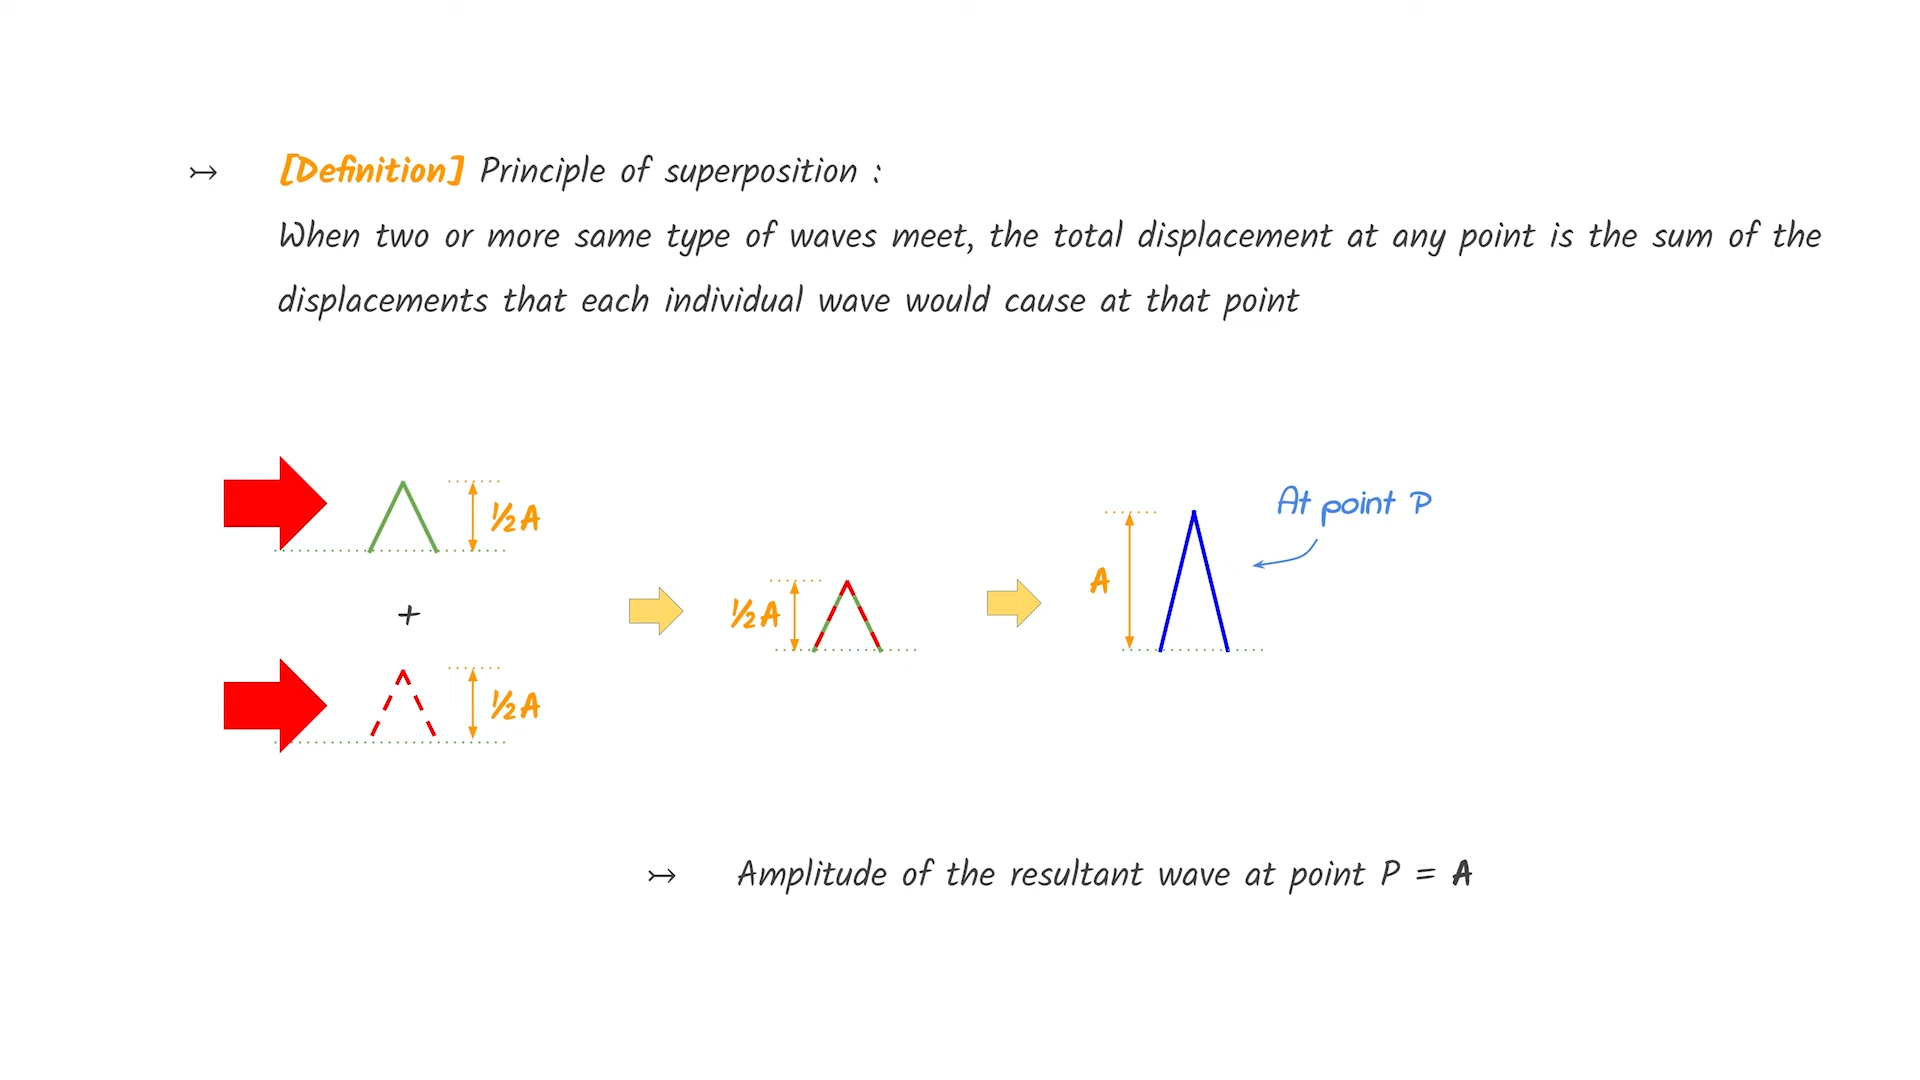 ↣ [Definition] Principle of superposition :
When two or more same type of waves meet, the total displacement at any point is the sum of the
displacements that each individual wave would cause at that point
½A
+
½A
½A
A
At point P
↣ Amplitude of the resultant wave at point P = A